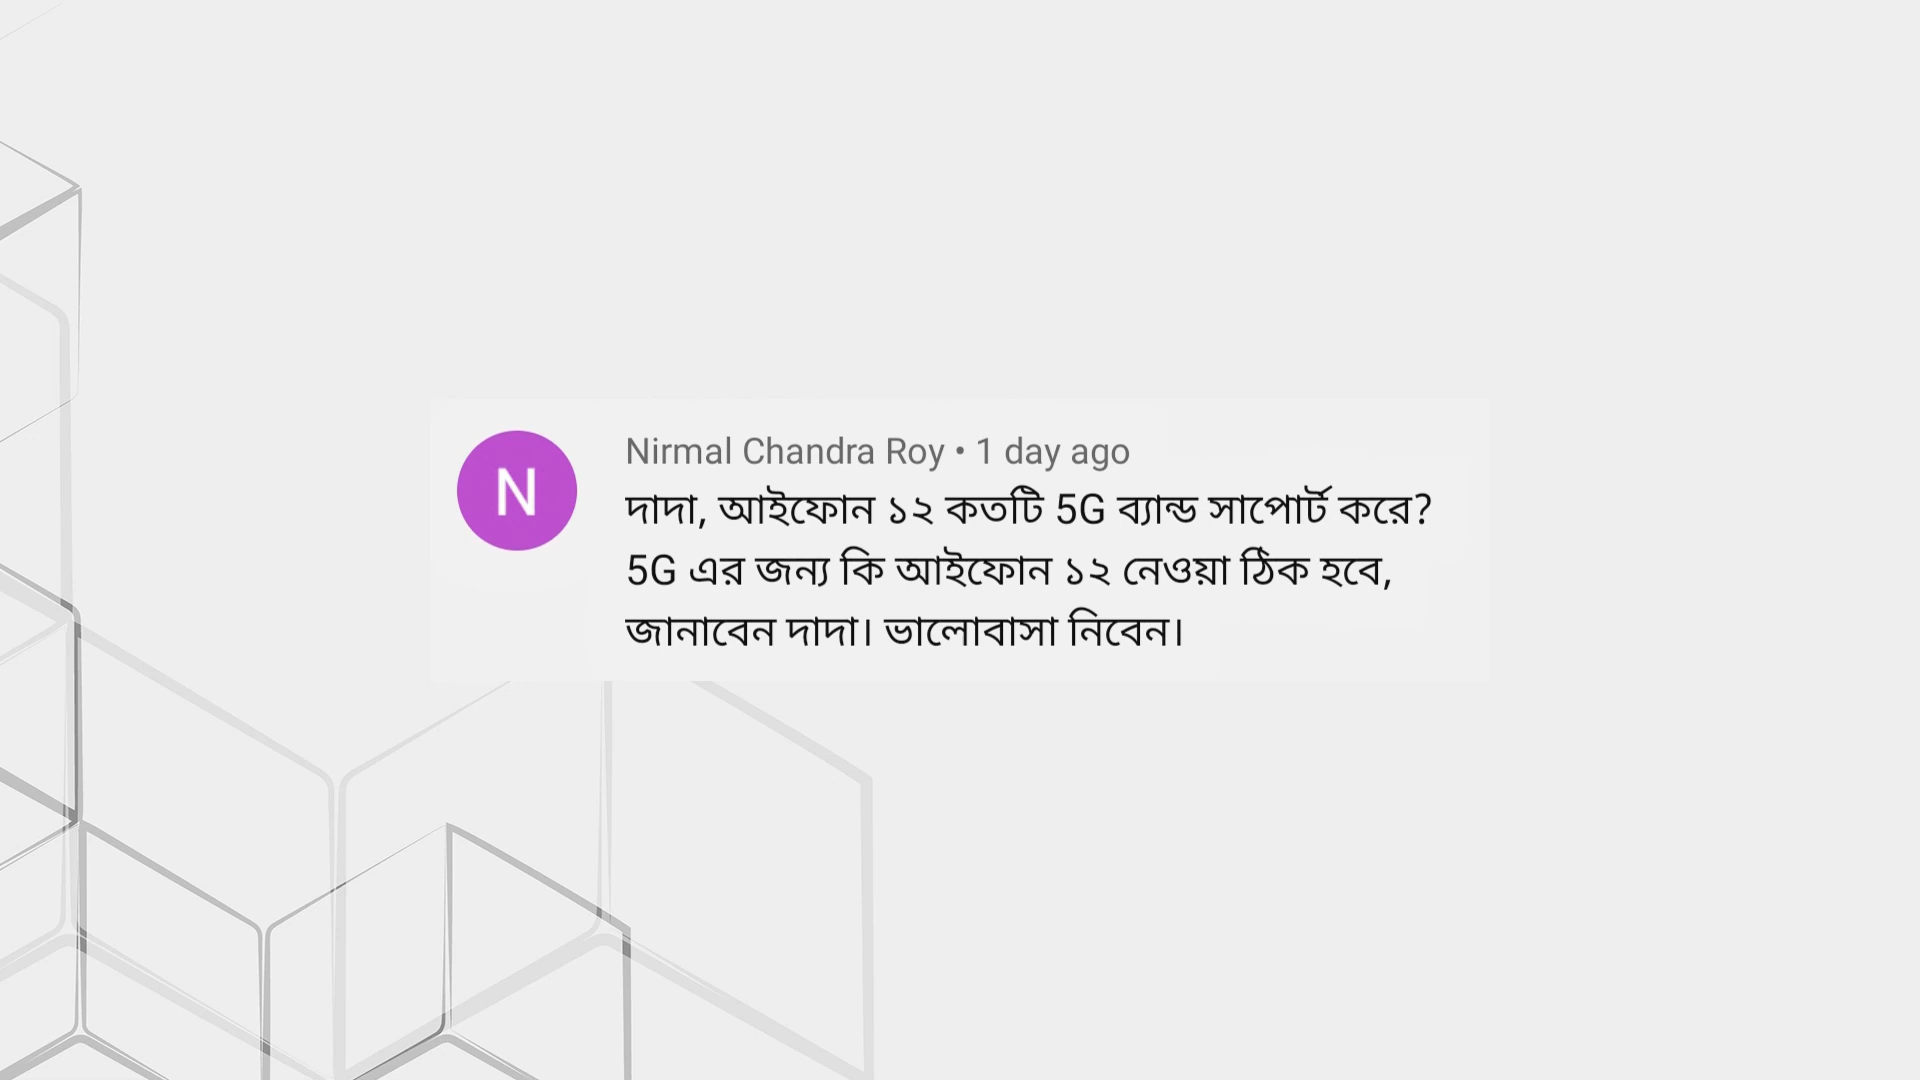 N
Nirmal Chandra Roy • 1 day ago
দাদা, আইফোন ১২ কতটি 5G ব্যান্ড সাপোর্ট করে?
5G এর জন্য কি আইফোন ১২ নেওয়া ঠিক হবে,
জানাবেন দাদা। ভালোবাসা নিবেন।